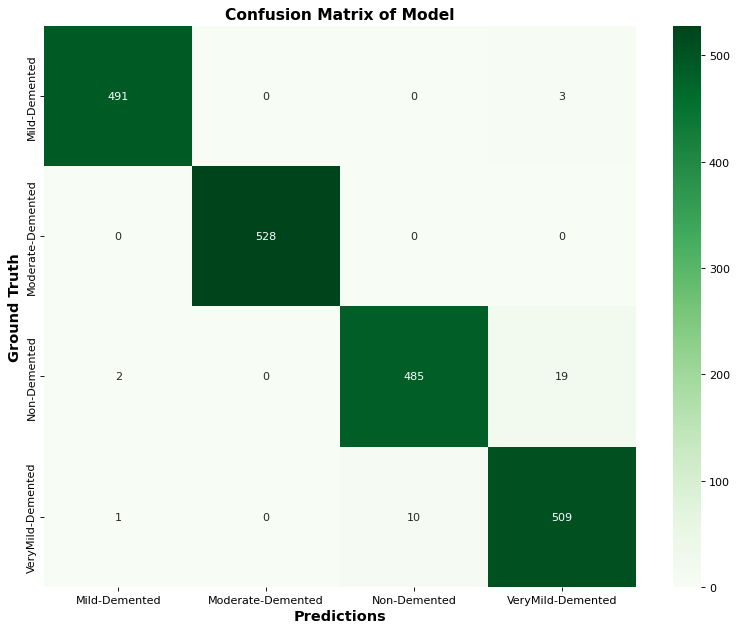 Confusion Matrix of Model
Ground Truth
Mild-Demented
491
0
0
3
Moderate-Demented
0
528
0
0
Non-Demented
2
0
485
19
VeryMild-Demented
1
0
10
509
Mild-Demented
Moderate-Demented
Non-Demented
VeryMild-Demented
Predictions
500
400
300
200
100
0